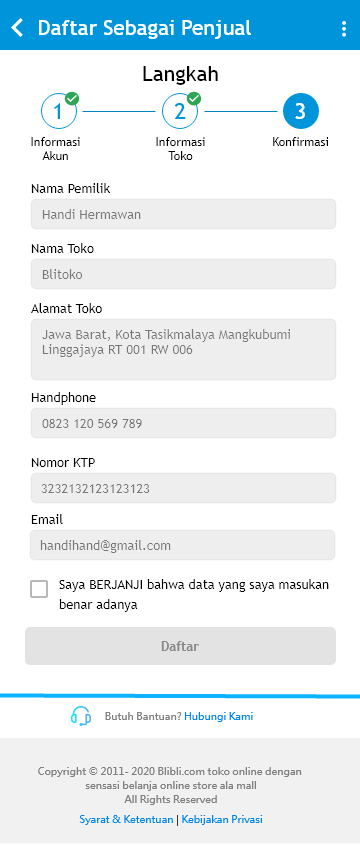 Daftar Sebagai Penjual
Langkah
1
2
3
Informasi
Akun
Informasi
Toko
Konfirmasi
Nama Pemilik
Handi Hermawan
Nama Toko
Blitoko
Alamat Toko
Jawa Barat, Kota Tasikmalaya Mangkubumi
Linggajaya RT 001 RW 006
Handphone
0823 120 569 789
Nomor KTP
3232132123123123
Email
handihand@gmail.com
Saya BERJANJI bahwa data yang saya masukan
benar adanya
Daftar
Butuh Bantuan? Hubungi Kami
Copyright © 2011- 2020 Blibli.com toko online dengan
sensasi belanja online store ala mall
All Rights Reserved
Syarat & Ketentuan | Kebijakan Privasi